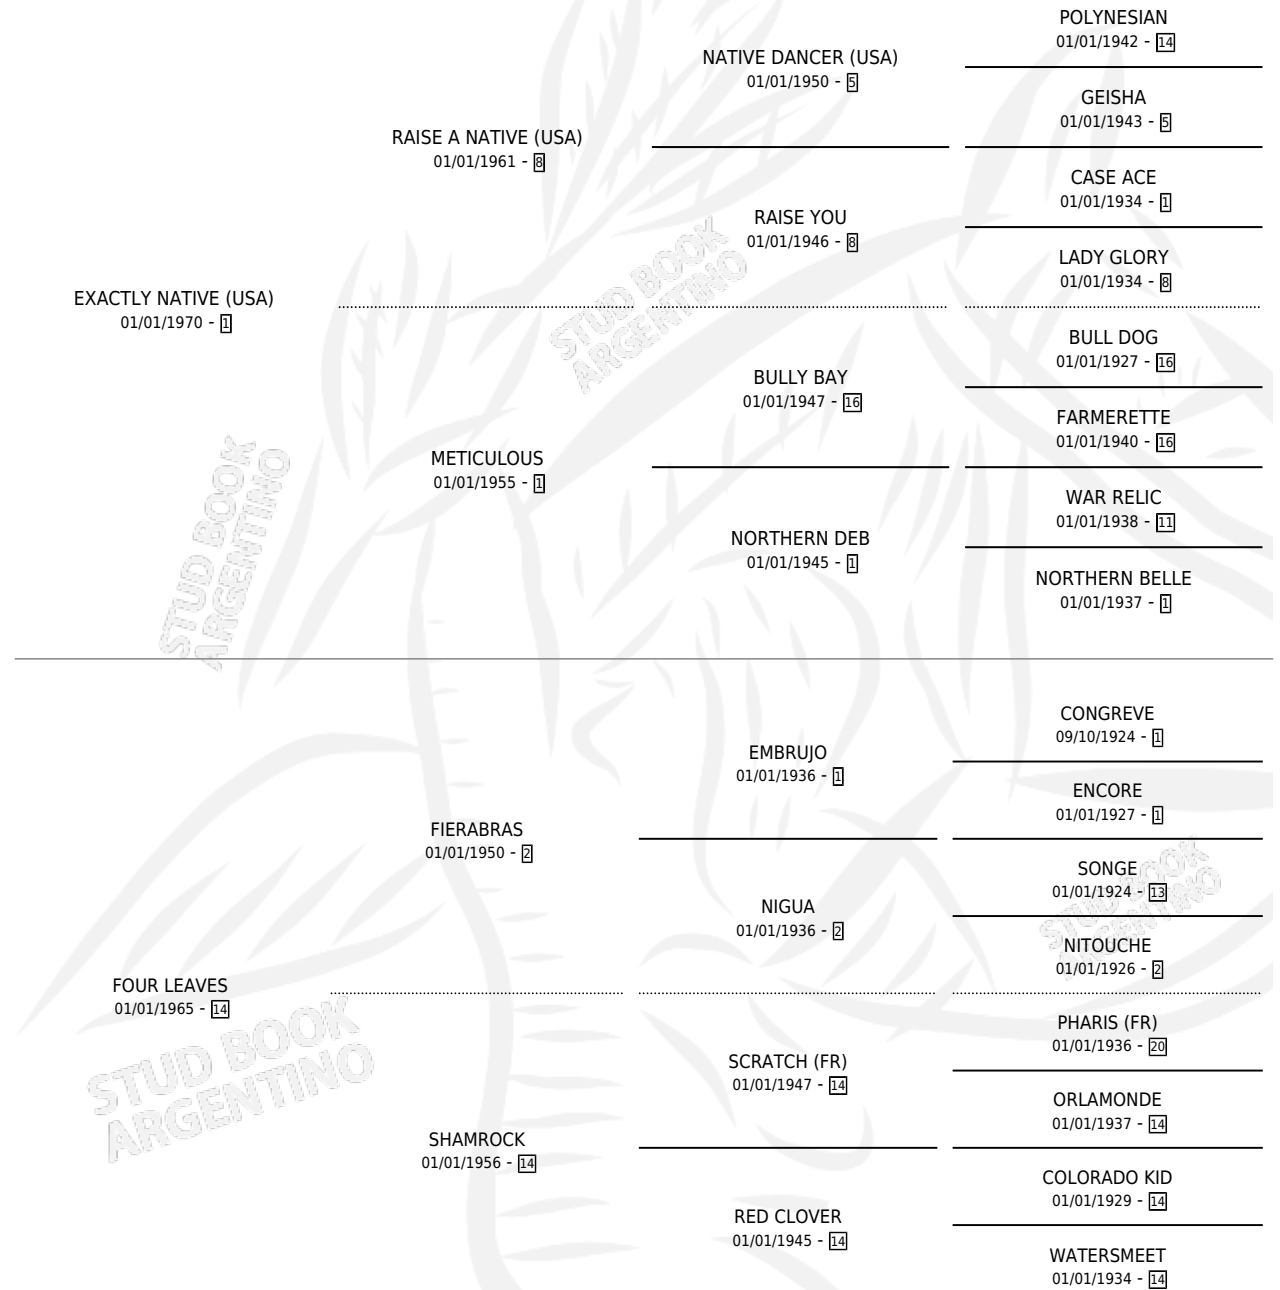 POLYNESIAN
01/01/1942 - 14
NATIVE DANCER (USA)
01/01/1950 - 5
GEISHA
01/01/1943 - 5
RAISE A NATIVE (USA)
01/01/1961 - 8
CASE ACE
01/01/1934 - 1
RAISE YOU
01/01/1946 - 8
LADY GLORY
01/01/1934 - 8
EXACTLY NATIVE (USA)
01/01/1970 - 1
STUD BOOK
ARGENTINO
BULL DOG
01/01/1927 - 16
BULLY BAY
01/01/1947 - 16
FARMERETTE
01/01/1940 - 16
METICULOUS
01/01/1955 - 1
WAR RELIC
01/01/1938 - 11
NORTHERN DEB
01/01/1945 - 1
NORTHERN BELLE
01/01/1937 - 1
STUD BOOK
ARGENTINO
CONGREVE
09/10/1924 - 1
EMBRUJO
01/01/1936 - 1
ENCORE
01/01/1927 - 1
FIERABRAS
01/01/1950 - 2
SONGE
01/01/1924 - 13
NIGUA
01/01/1936 - 2
NITOUCHE
01/01/1926 - 2
STUD BOOK
ARGENTINO
FOUR LEAVES
01/01/1965 - 14
PHARIS (FR)
01/01/1936 - 20
SCRATCH (FR)
01/01/1947 - 14
ORLAMONDE
01/01/1937 - 14
STUD BOOK
ARGENTINO
SHAMROCK
01/01/1956 - 14
COLORADO KID
01/01/1929 - 14
RED CLOVER
01/01/1945 - 14
WATERSMEET
01/01/1934 - 14